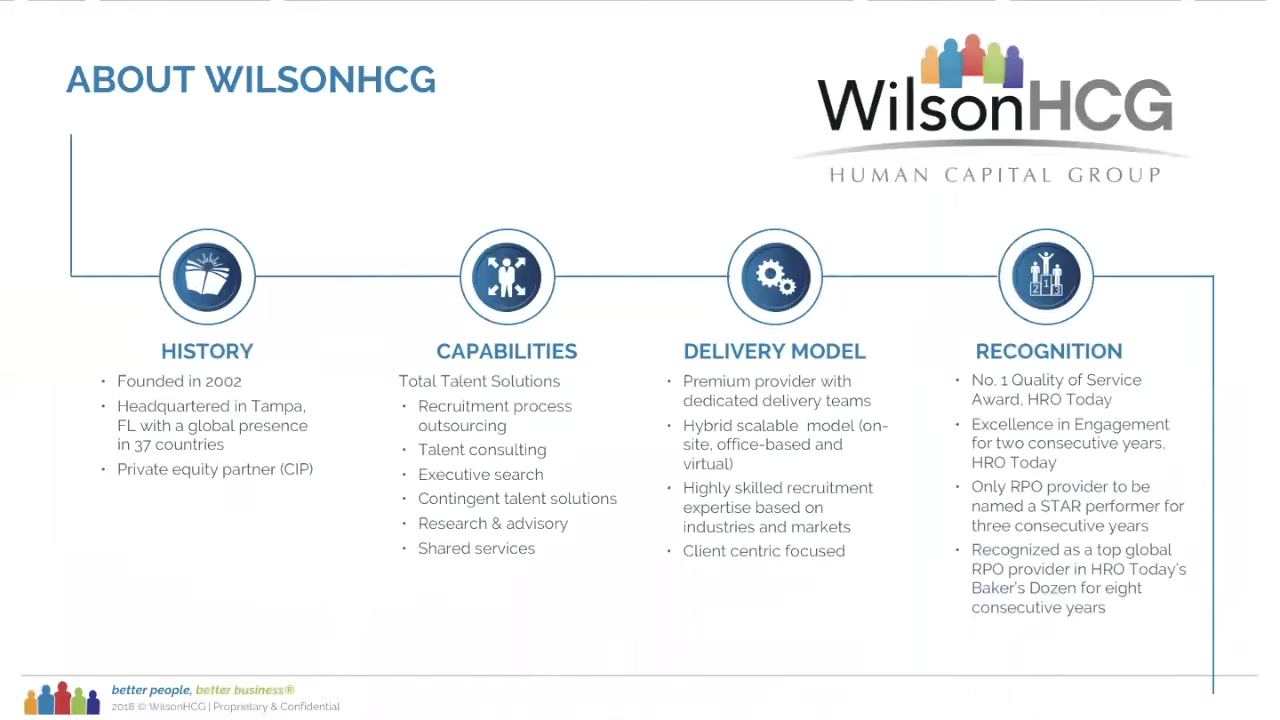 ABOUT WILSONHCG
WilsonHCG
HUMAN CAPITAL GROUP
HISTORY
• Founded in 2002
• Headquartered in Tampa,
FL with a global presence
in 37 countries
• Private equity partner (CIP)
CAPABILITIES
Total Talent Solutions
• Recruitment process
outsourcing
• Talent consulting
• Executive search
• Contingent talent solutions
• Research & advisory
• Shared services
DELIVERY MODEL
• Premium provider with
dedicated delivery teams
• Hybrid scalable model (on-
site, office-based and
virtual)
• Highly skilled recruitment
expertise based on
industries and markets
• Client centric focused
2 1 3
RECOGNITION
• No. 1 Quality of Service
Award, HRO Today
• Excellence in Engagement
for two consecutive years,
HRO Today
• Only RPO provider to be
named a STAR performer for
three consecutive years
• Recognized as a top global
RPO provider in HRO Today's
Baker's Dozen for eight
consecutive years
better people, better business®
2018 © WilsonHCG | Proprietary & Confidential